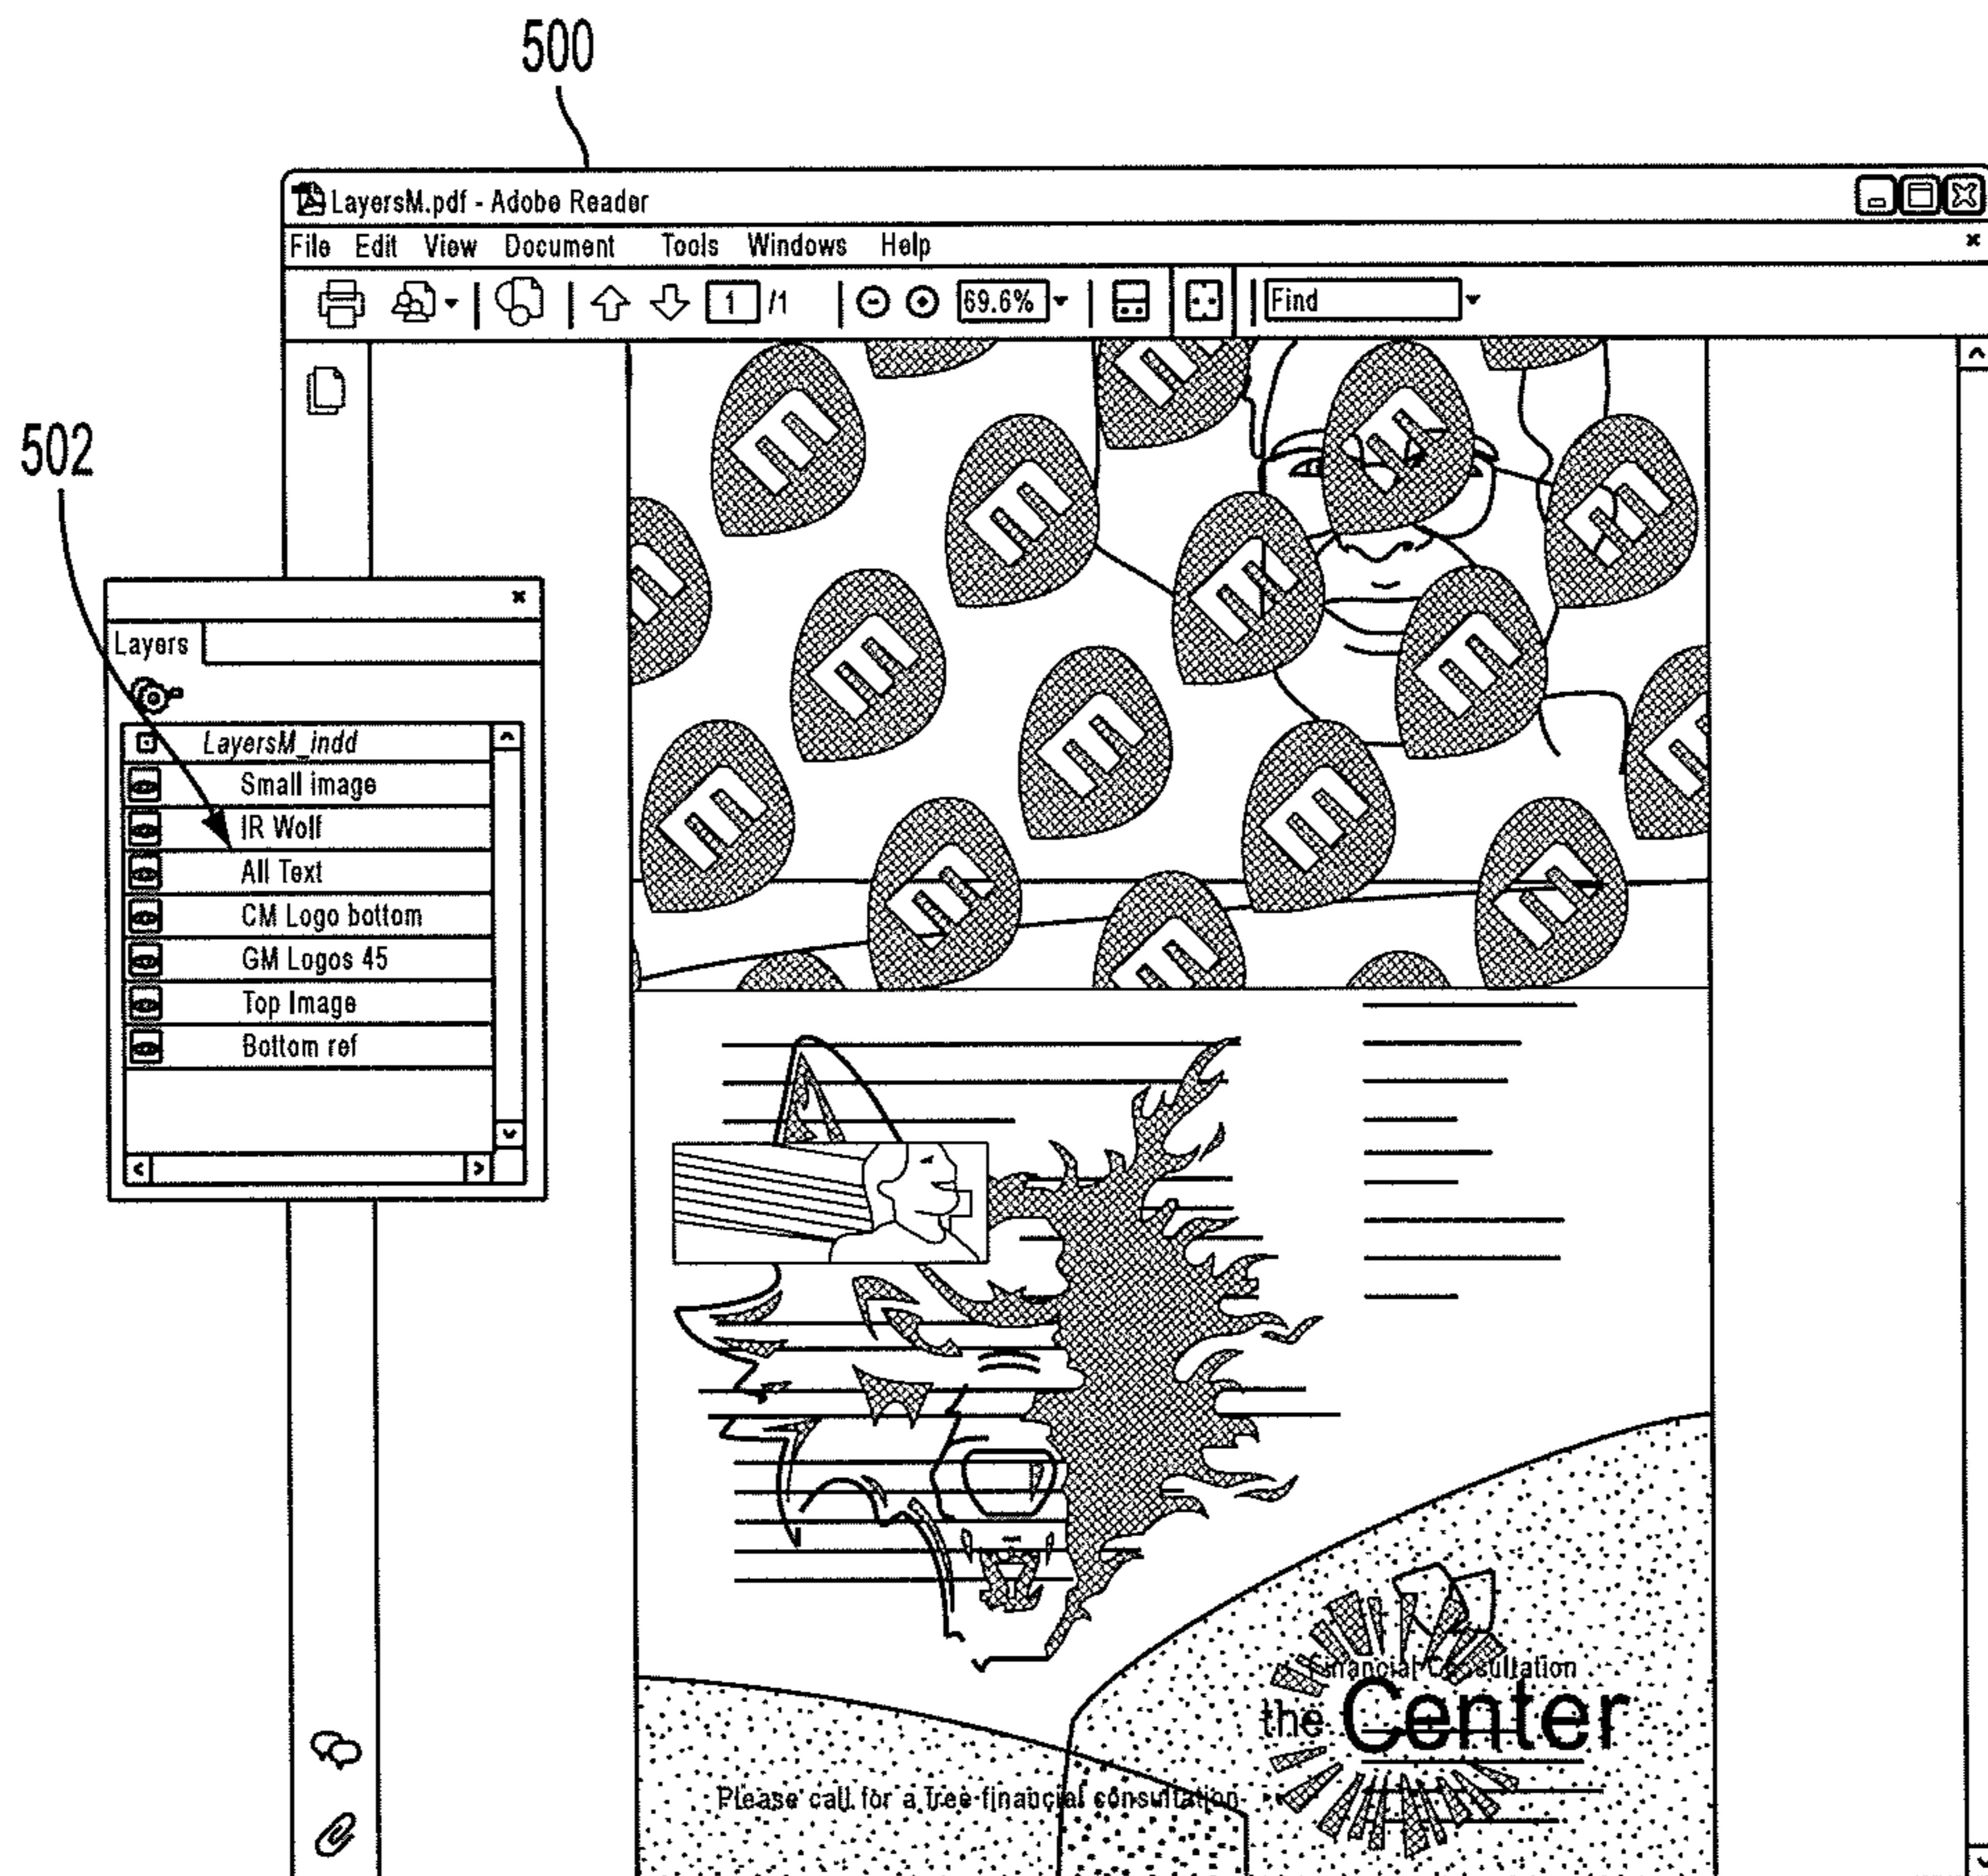 500
LayersM.pdf - Adobe Reader
File Edit View Document Tools Windows Help
1 /1 69.6% Find
502
Layers
LayersM_indd
Small image
IR Wolf
All Text
CM Logo bottom
GM Logos 45
Top Image
Bottom ref
m m m m m m m m m m m m m m m m m m
Financial Consultation
the Center
Please call for a free financial consultation